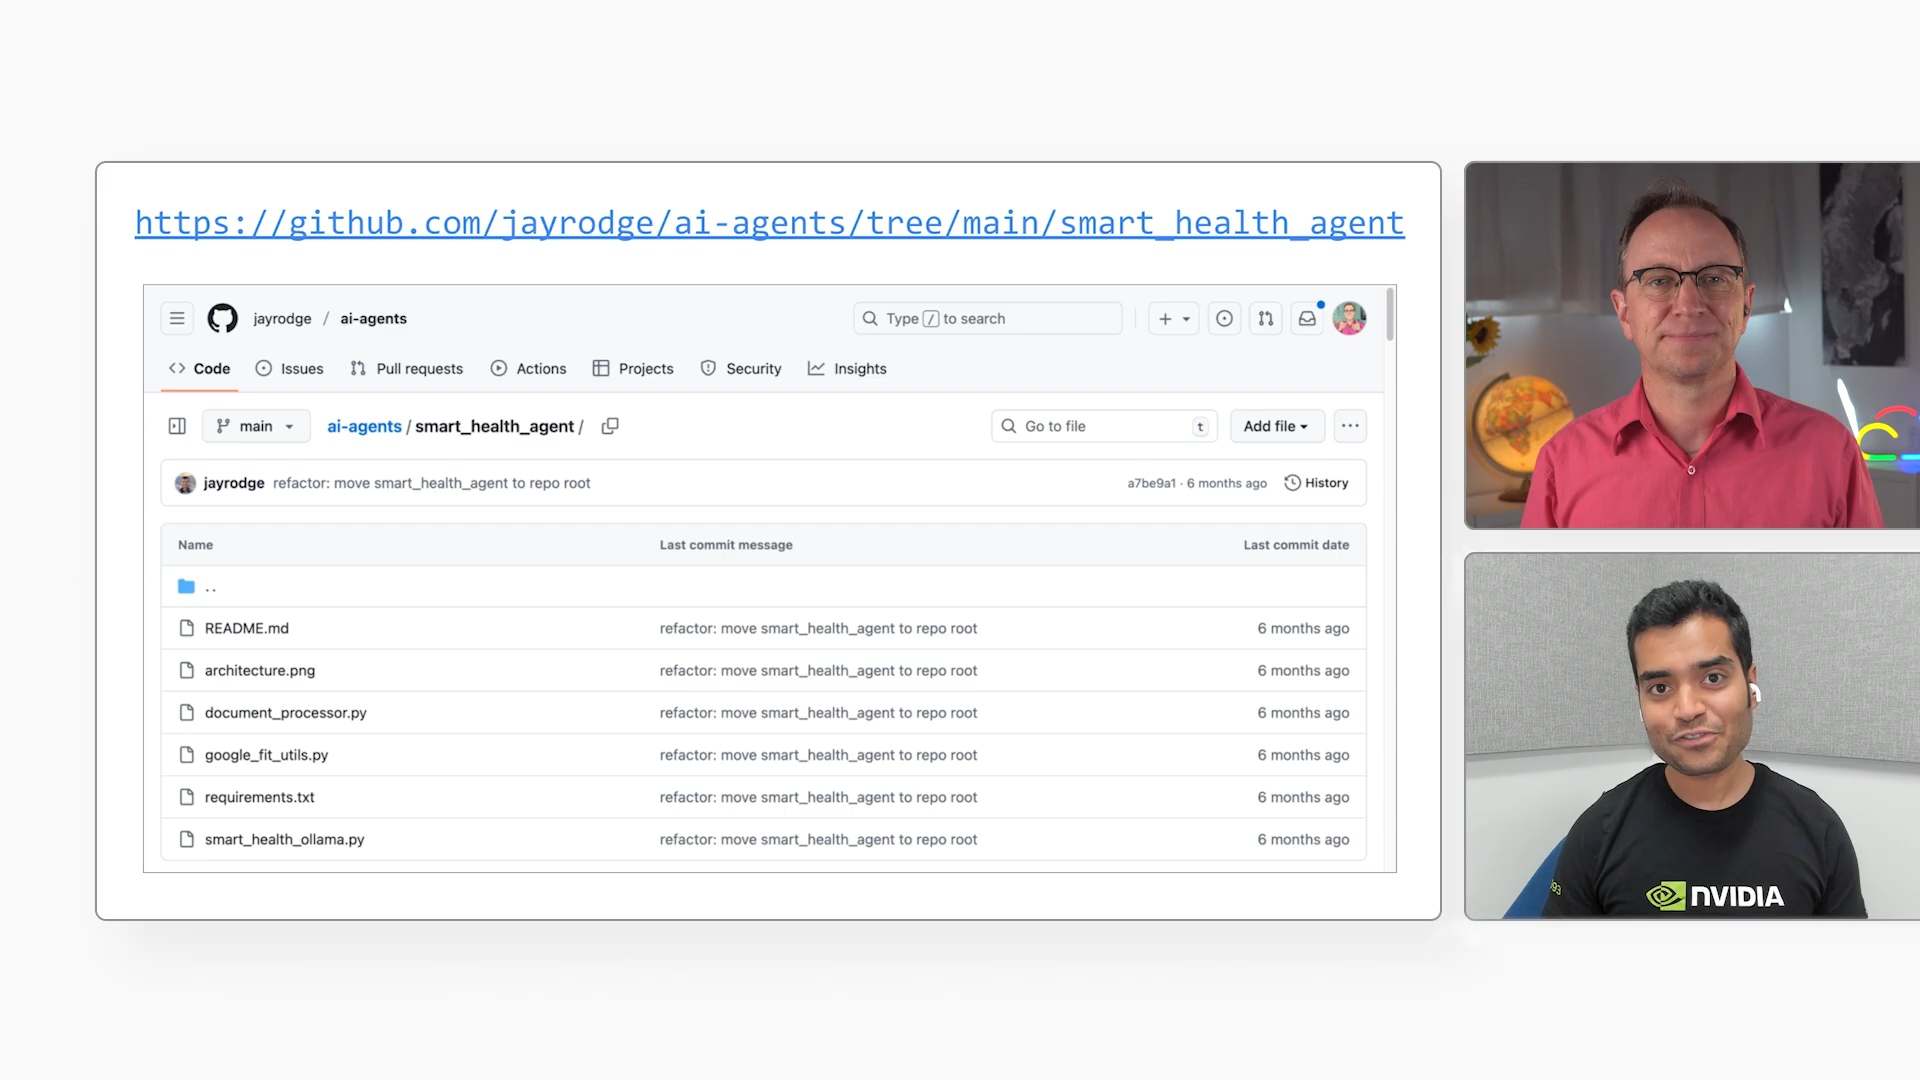 https://github.com/jayrodge/ai-agents/tree/main/smart_health_agent
jayrodge / ai-agents
Type / to search
Code Issues Pull requests Actions Projects Security Insights
main ai-agents / smart_health_agent / Go to file t Add file
jayrodge refactor: move smart_health_agent to repo root a7be9a1 · 6 months ago History
Name Last commit message Last commit date
..
README.md refactor: move smart_health_agent to repo root 6 months ago
architecture.png refactor: move smart_health_agent to repo root 6 months ago
document_processor.py refactor: move smart_health_agent to repo root 6 months ago
google_fit_utils.py refactor: move smart_health_agent to repo root 6 months ago
requirements.txt refactor: move smart_health_agent to repo root 6 months ago
smart_health_ollama.py refactor: move smart_health_agent to repo root 6 months ago
NVIDIA